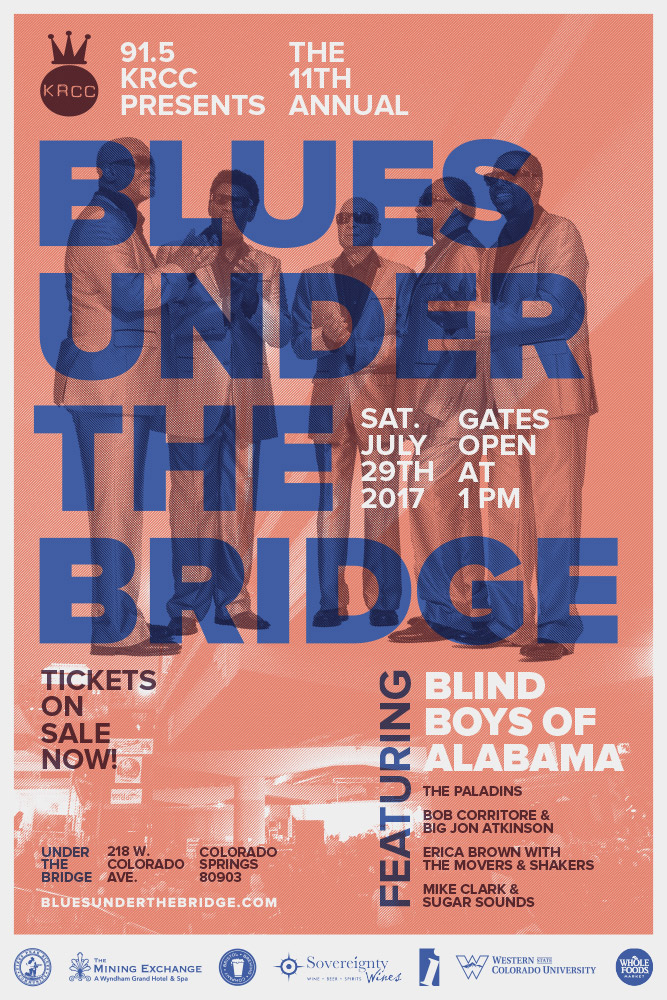 KRCC
91.5
KRCC
PRESENTS
THE
11TH
ANNUAL
BLUES
UNDER
THE
BRIDGE
SAT.
JULY
29TH
2017
GATES
OPEN
AT
1 PM
TICKETS
ON
SALE
NOW!
UNDER
THE
BRIDGE
218 W.
COLORADO
AVE.
COLORADO
SPRINGS
80903
BLUESUNDERTHEBRIDGE.COM
FEATURING
BLIND
BOYS OF
ALABAMA
THE PALADINS
BOB CORRITORE &
BIG JON ATKINSON
ERICA BROWN WITH
THE MOVERS & SHAKERS
MIKE CLARK &
SUGAR SOUNDS
THE
MINING EXCHANGE
A Wyndham Grand Hotel & Spa
Sovereignty
WINE • BEER • SPIRITS
Wines
WESTERN STATE
COLORADO UNIVERSITY
WHOLE
FOODS
MARKET